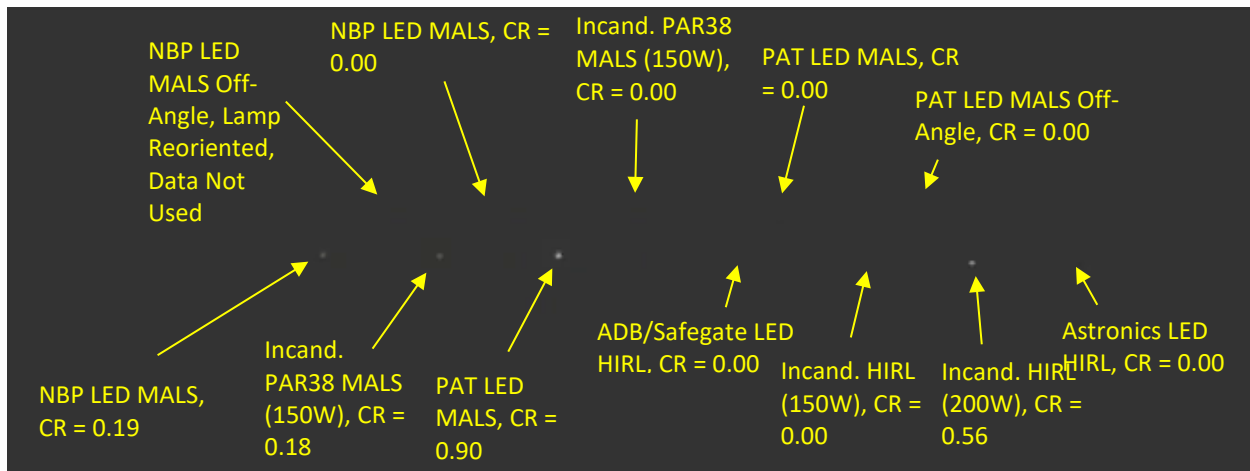 NBP LED
MALS Off-
Angle, Lamp
Reoriented,
Data Not
Used
NBP LED MALS, CR =
0.00
Incand. PAR38
MALS (150W),
CR = 0.00
PAT LED MALS, CR
= 0.00
PAT LED MALS Off-
Angle, CR = 0.00
NBP LED MALS,
CR = 0.19
Incand.
PAR38 MALS
(150W), CR =
0.18
PAT LED
MALS, CR =
0.90
ADB/Safegate LED
HIRL, CR = 0.00
Incand. HIRL
(150W), CR =
0.00
Incand. HIRL
(200W), CR =
0.56
Astronics LED
HIRL, CR = 0.00